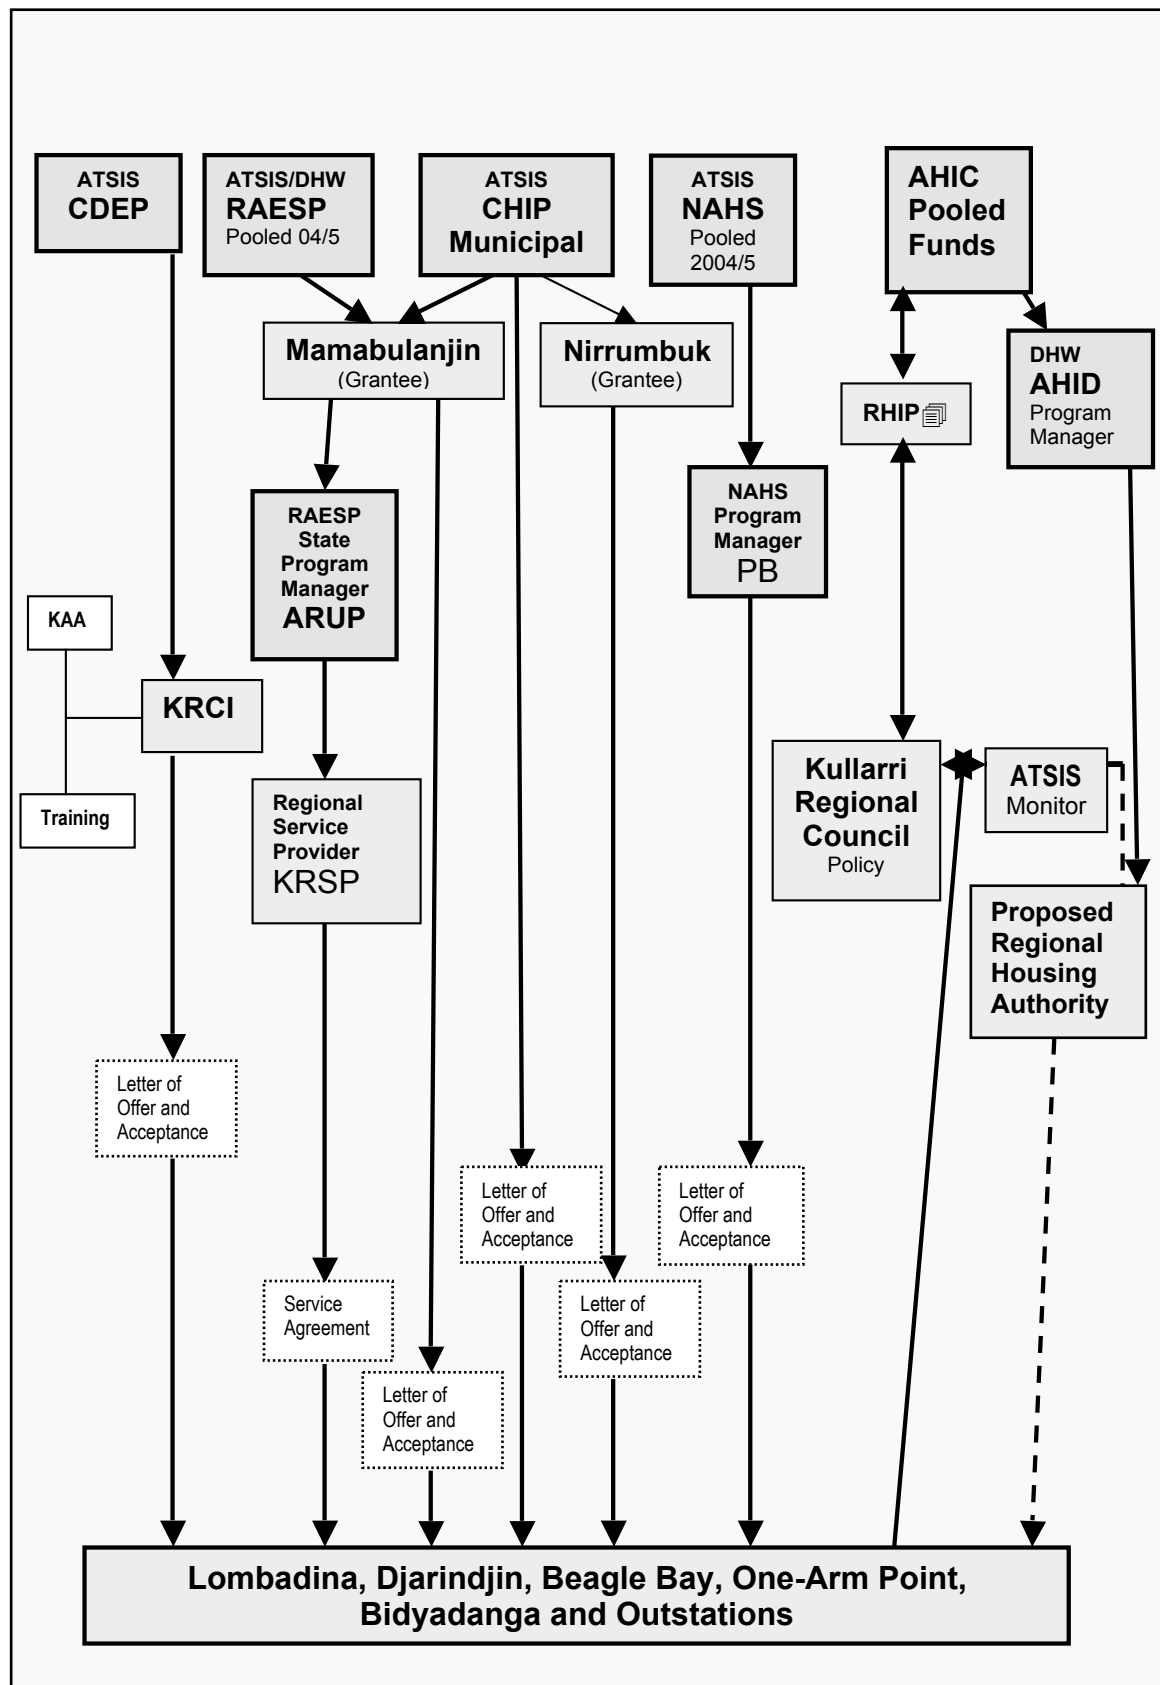 ATSIS
CDEP
ATSIS/DHW
RAESP
Pooled 04/5
ATSIS
CHIP
Municipal
ATSIS
NAHS
Pooled
2004/5
AHIC
Pooled
Funds
Mamabulanjin
(Grantee)
Nirrumbuk
(Grantee)
RHIP
DHW
AHID
Program
Manager
RAESP
State
Program
Manager
ARUP
NAHS
Program
Manager
PB
KAA
KRCI
Training
Regional
Service
Provider
KRSP
Kullarri
Regional
Council
Policy
ATSIS
Monitor
Proposed
Regional
Housing
Authority
Letter of
Offer and
Acceptance
Letter of
Offer and
Acceptance
Letter of
Offer and
Acceptance
Service
Agreement
Letter of
Offer and
Acceptance
Letter of
Offer and
Acceptance
Lombadina, Djarindjin, Beagle Bay, One-Arm Point,
Bidyadanga and Outstations